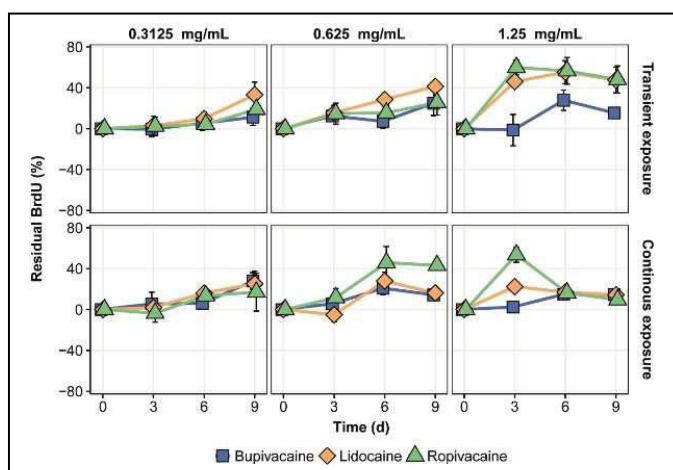 0.3125 mg/mL 0.625 mg/mL 1.25 mg/mL
80
40
0
−40
−80
Transient exposure
Residual BrdU (%)
80
40
0
−40
−80
Continous exposure
0 3 6 9 0 3 6 9 0 3 6 9
Time (d)
Bupivacaine Lidocaine Ropivacaine